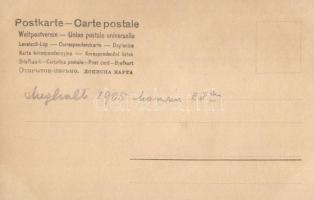 Postkarte — Carte postale
Weltpostverein — Union postale universelle
Levelező-Lap — Correspondenzkarte — Dopisnice
Karta korespondencyjna — Korespondenční lístek
Briefkaart — Cartolina postale — Post card — Brefkort
Открытое письмо. ДОПИСНА КАРТА
Meghalt 1905